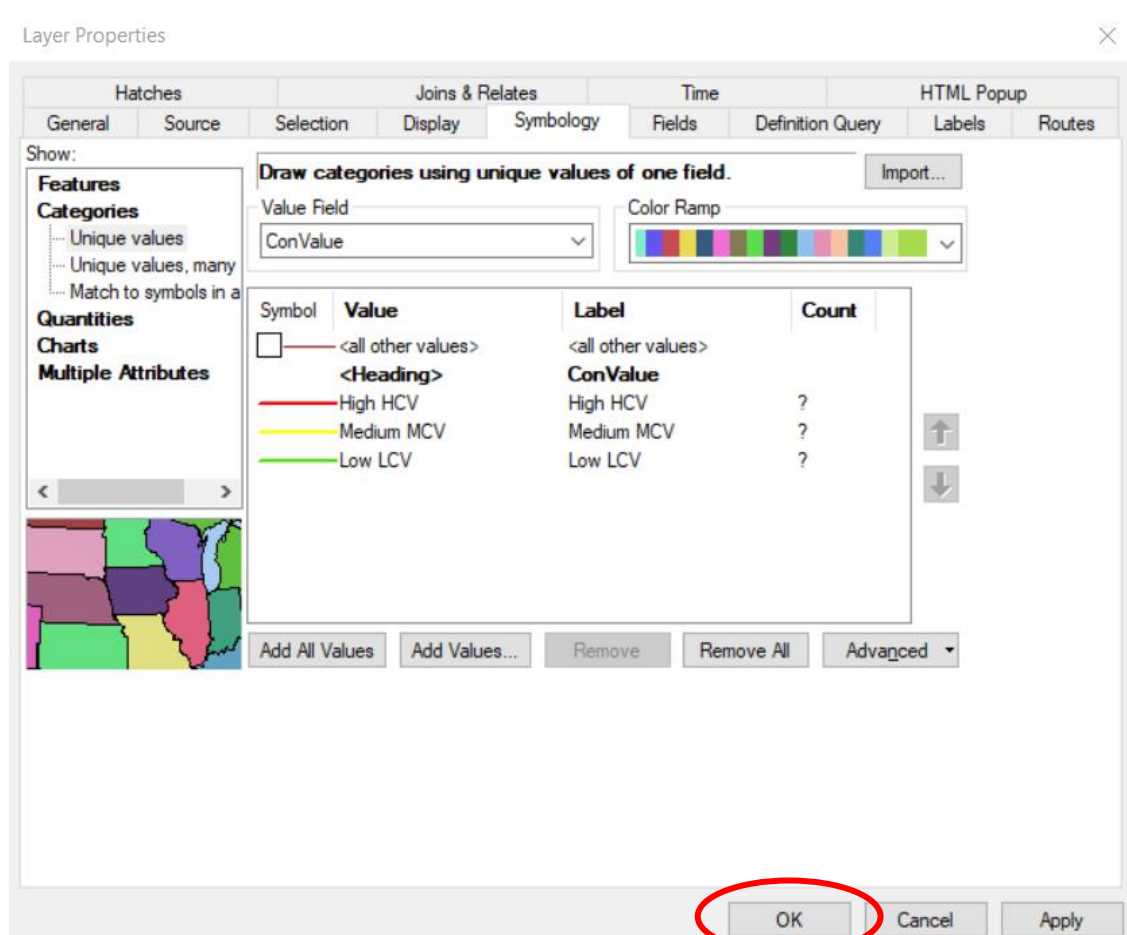 Layer Properties
Hatches Joins & Relates Time HTML Popup
General Source Selection Display Symbology Fields Definition Query Labels Routes
Show:
Features
Categories
Unique values
Unique values, many
Match to symbols in a
Quantities
Charts
Multiple Attributes
Draw categories using unique values of one field.
Import...
Value Field
ConValue
Color Ramp
Symbol Value Label Count
<all other values> <all other values>
<Heading> ConValue
High HCV High HCV ?
Medium MCV Medium MCV ?
Low LCV Low LCV ?
Add All Values Add Values... Remove Remove All Advanced
OK Cancel Apply